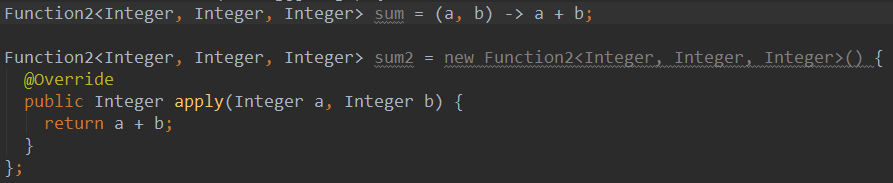 Function2<Integer, Integer, Integer> sum = (a, b) -> a + b;
Function2<Integer, Integer, Integer> sum2 = new Function2<Integer, Integer, Integer>() {
@Override
public Integer apply(Integer a, Integer b) {
return a + b;
}
};